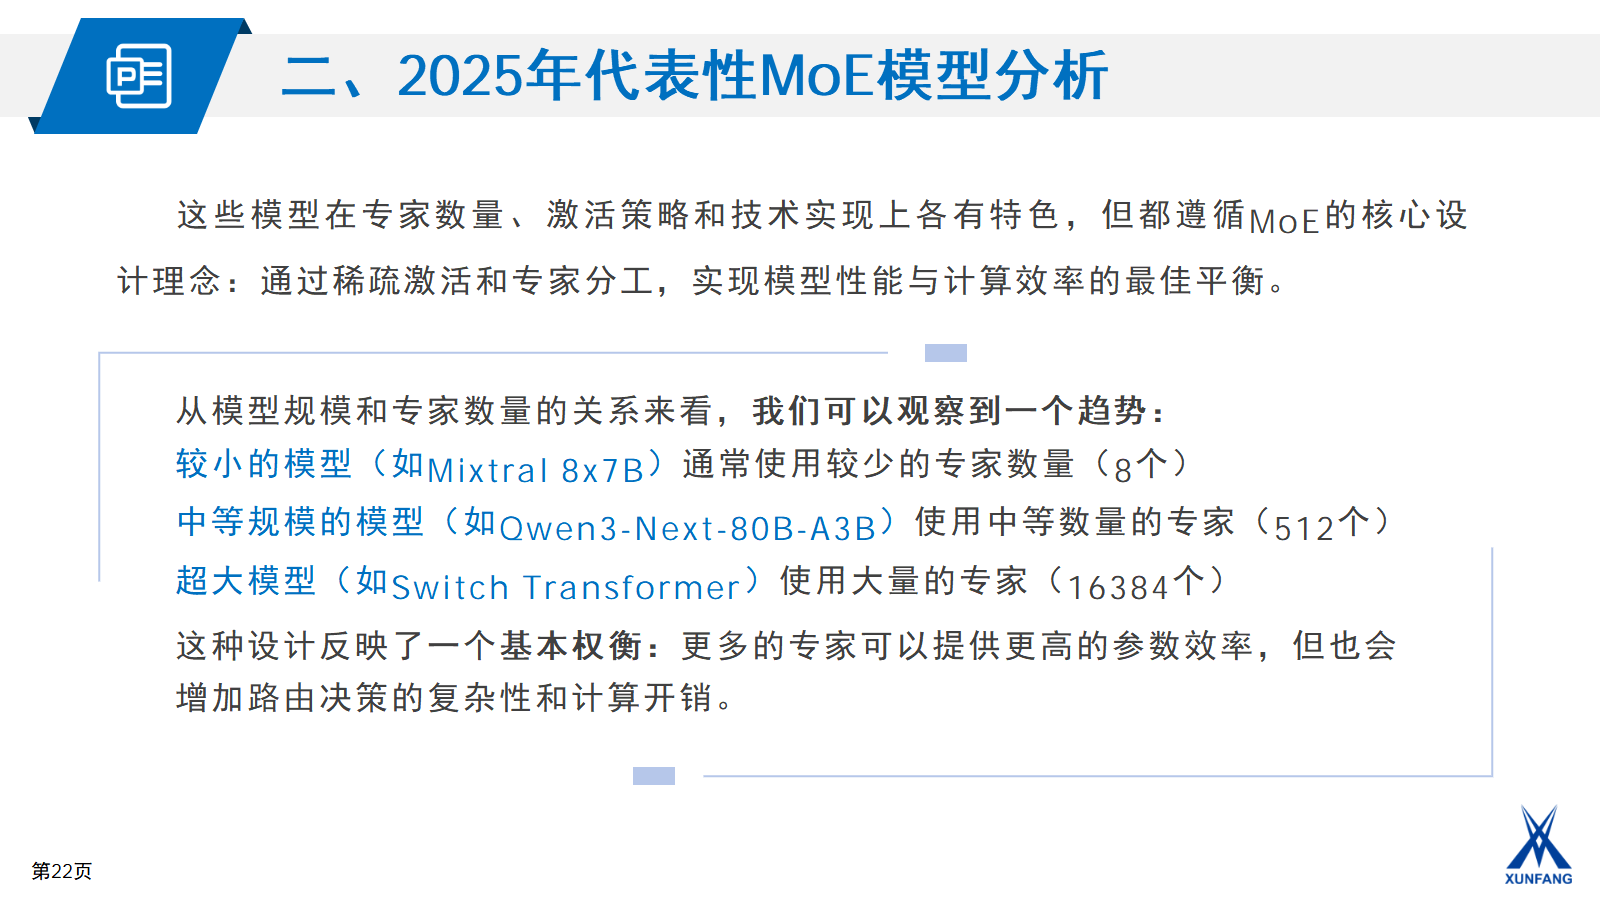 二、2025年代表性MoE模型分析
这些模型在专家数量、激活策略和技术实现上各有特色，但都遵循MoE的核心设
计理念：通过稀疏激活和专家分工，实现模型性能与计算效率的最佳平衡。
从模型规模和专家数量的关系来看，我们可以观察到一个趋势：
较小的模型（如Mixtral 8x7B）通常使用较少的专家数量（8个）
中等规模的模型（如Qwen3-Next-80B-A3B）使用中等数量的专家（512个）
超大模型（如Switch Transformer）使用大量的专家（16384个）
这种设计反映了一个基本权衡：更多的专家可以提供更高的参数效率，但也会
增加路由决策的复杂性和计算开销。
第22页
XUNFANG